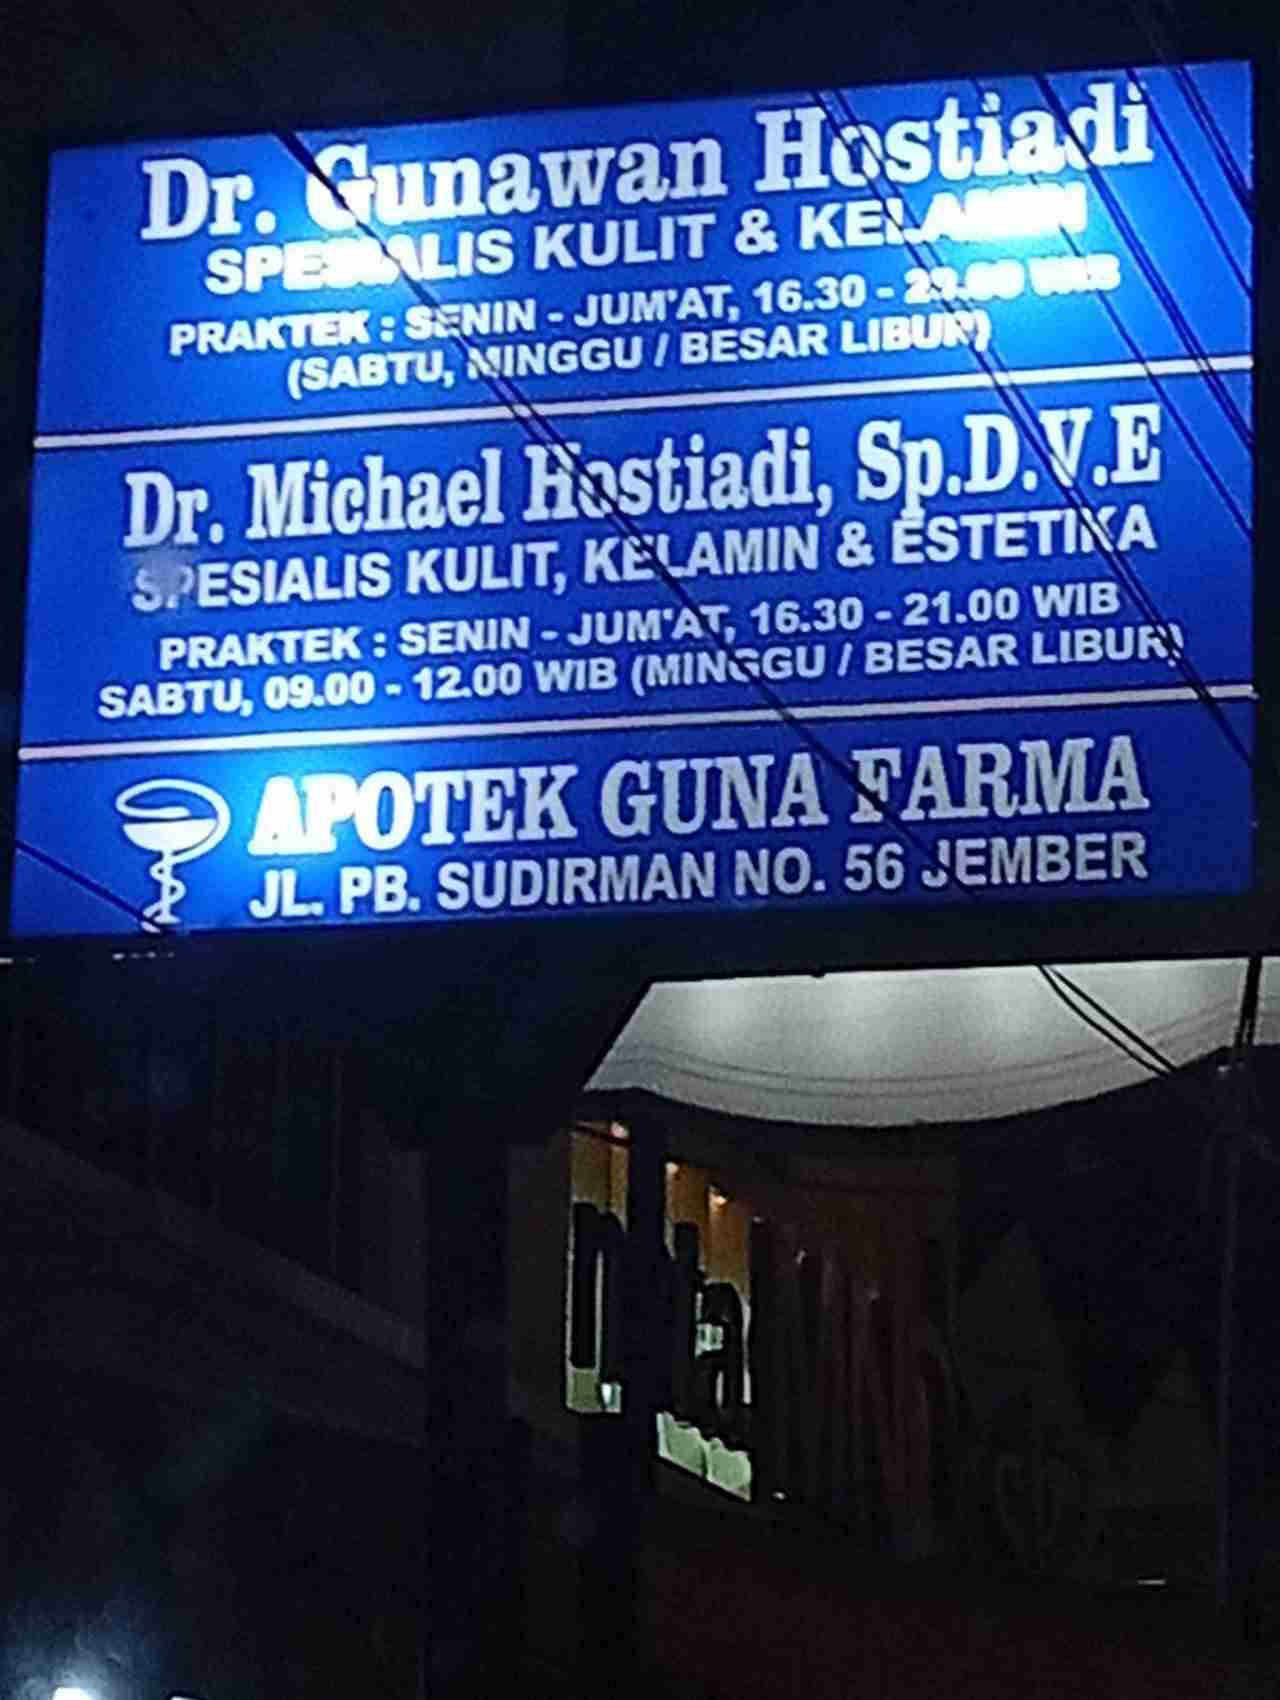 Dr. Gunawan Hostiadi
SPESIALIS KULIT & KELAMIN
PRAKTEK : SENIN - JUM'AT, 16.30 -
(SABTU, MINGGU / BESAR LIBUR)
Dr. Michael Hostiadi, Sp.D.V.E
SPESIALIS KULIT, KELAMIN & ESTETIKA
PRAKTEK : SENIN - JUM'AT, 16.30 - 21.00 WIB
SABTU, 09.00 - 12.00 WIB (MINGGU / BESAR LIBUR)
APOTEK GUNA FARMA
JL. PB. SUDIRMAN NO. 56 JEMBER